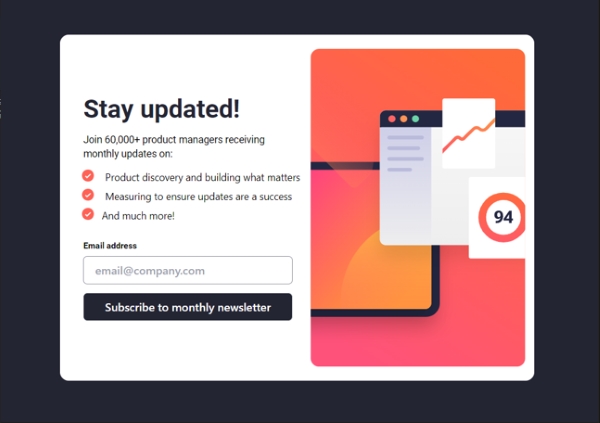 Stay updated!
Join 60,000+ product managers receiving
monthly updates on:
Product discovery and building what matters
Measuring to ensure updates are a success
And much more!
Email address
email@company.com
Subscribe to monthly newsletter
94